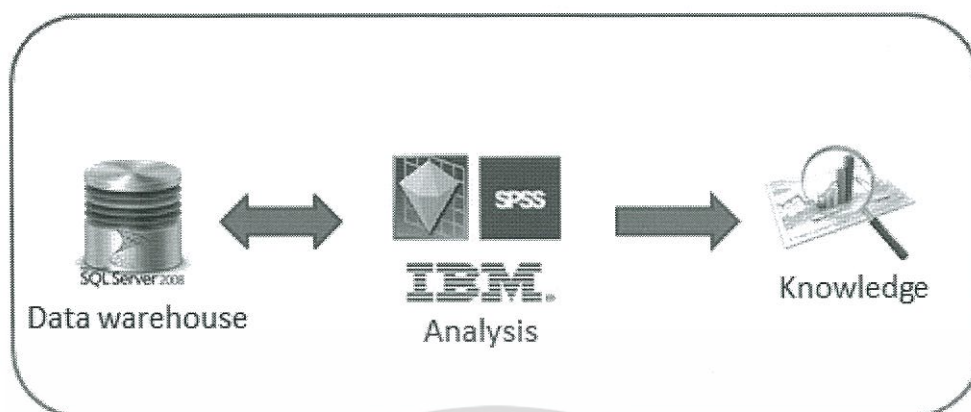 SQL Server 2008
Data warehouse
SPSS
IBM®
Analysis
Knowledge